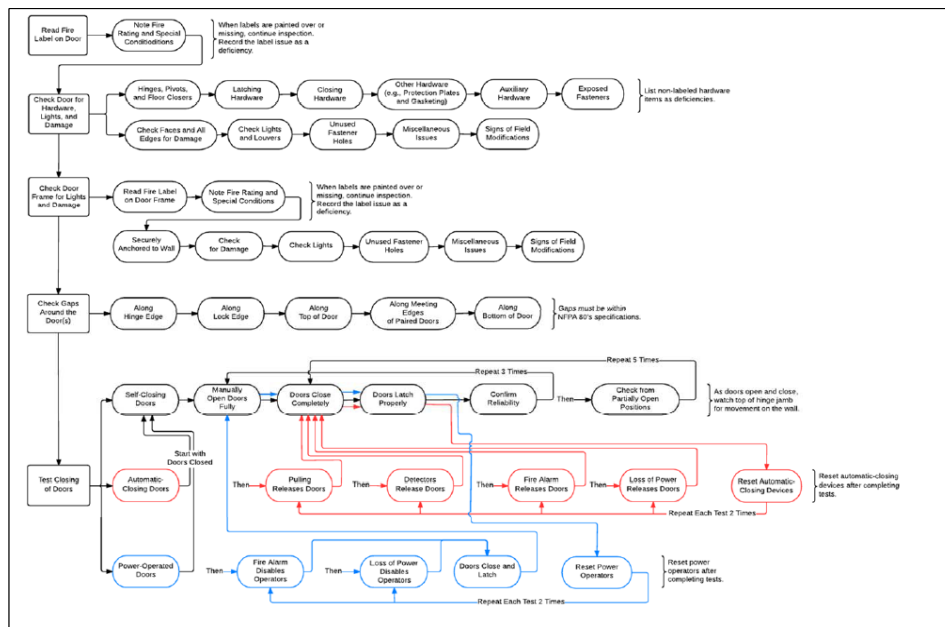 Read Fire
Label on Door
Note Fire
Rating and Special
Conditioditions
When labels are painted over or
missing, continue inspection.
Record the label issue as a
deficiency.
Check Door for
Hardware,
Lights, and
Damage
Hinges, Pivots,
and Floor Closers
Latching
Hardware
Closing
Hardware
Other Hardware
(e.g., Protection Plates
and Gasketing)
Auxiliary
Hardware
Exposed
Fasteners
List non-labeled hardware
items as deficiencies.
Check Faces and All
Edges for Damage
Check Lights
and Louvers
Unused
Fastener
Holes
Miscellaneous
Issues
Signs of Field
Modifications
Check Door
Frame for Lights
and Damage
Read Fire Label
on Door Frame
Note Fire Rating and
Special Conditions
When labels are painted over or
missing, continue inspection.
Record the label issue as a
deficiency.
Securely
Anchored to Wall
Check
for Damage
Check Lights
Unused Fastener
Holes
Miscellaneous
Issues
Signs of Field
Modifications
Check Gaps
Around the
Door(s)
Along
Hinge Edge
Along
Lock Edge
Along
Top of Door
Along Meeting
Edges
of Paired Doors
Along
Bottom of Door
Gaps must be within
NFPA 80's specifications.
Repeat 5 Times
Repeat 3 Times
Self-Closing
Doors
Manually
Open Doors
Fully
Doors Close
Completely
Doors Latch
Properly
Confirm
Reliability
Then
Check from
Partially Open
Positions
As doors open and close,
watch top of hinge jamb
for movement on the wall.
Start with
Doors Closed
Test Closing
of Doors
Automatic-
Closing Doors
Then
Pulling
Releases Doors
Then
Detectors
Release Doors
Then
Fire Alarm
Releases Doors
Then
Loss of Power
Releases Doors
Reset Automatic-
Closing Devices
Reset automatic-closing
devices after completing
tests.
Repeat Each Test 2 Times
Power-Operated
Doors
Then
Fire Alarm
Disables
Operators
Then
Loss of Power
Disables
Operators
Doors Close and
Latch
Reset Power
Operators
Reset power
operators after
completing tests.
Repeat Each Test 2 Times